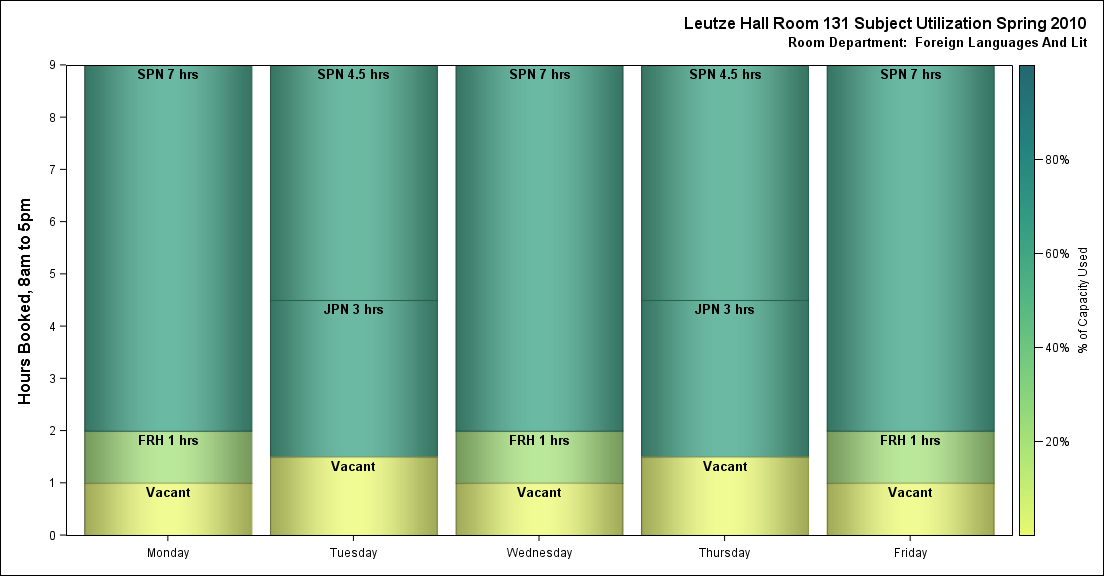 Leutze Hall Room 131 Subject Utilization Spring 2010
Room Department:  Foreign Languages And Lit
Hours Booked, 8am to 5pm
9
8
7
6
5
4
3
2
1
0
SPN 7 hrs
FRH 1 hrs
Vacant
Monday
SPN 4.5 hrs
JPN 3 hrs
Vacant
Tuesday
SPN 7 hrs
FRH 1 hrs
Vacant
Wednesday
SPN 4.5 hrs
JPN 3 hrs
Vacant
Thursday
SPN 7 hrs
FRH 1 hrs
Vacant
Friday
80%
60%
40%
20%
% of Capacity Used